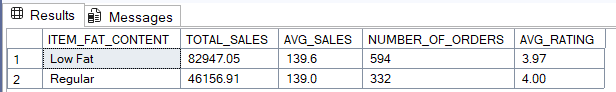 Results Messages
ITEM_FAT_CONTENT TOTAL_SALES AVG_SALES NUMBER_OF_ORDERS AVG_RATING
1 Low Fat 82947.05 139.6 594 3.97
2 Regular 46156.91 139.0 332 4.00